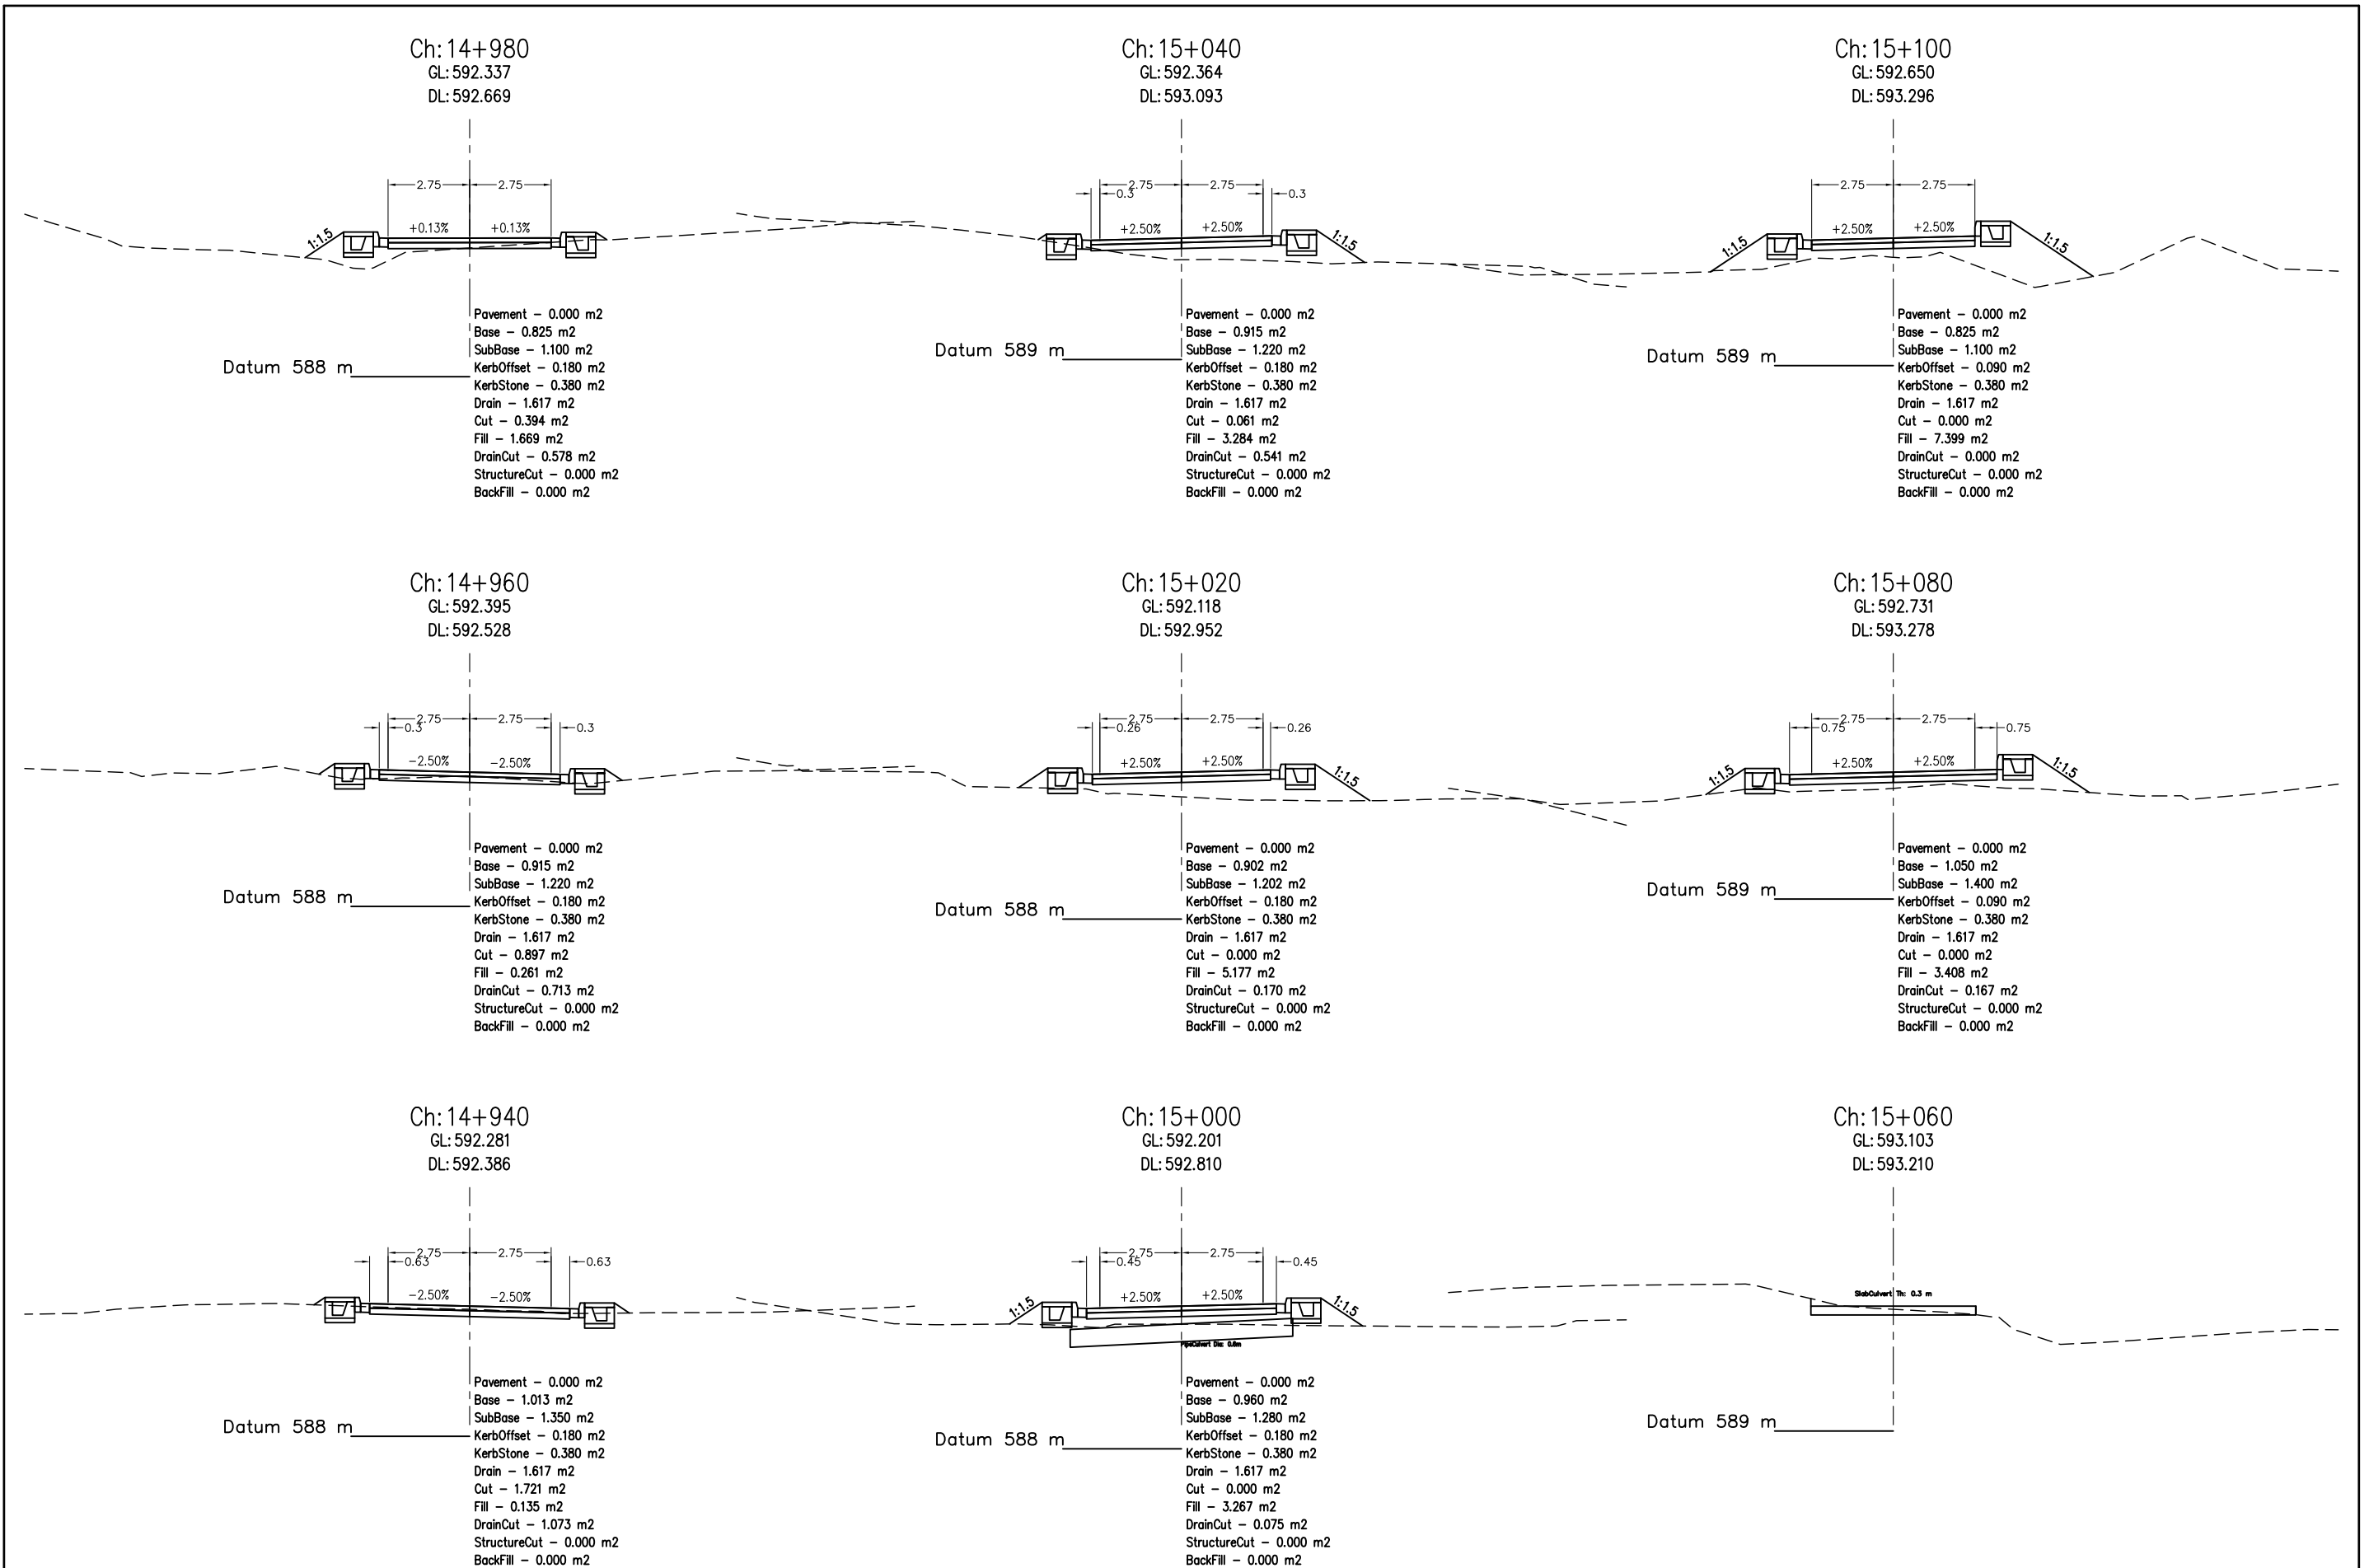 Ch:14+980
GL:592.337
DL:592.669
2.75
2.75
1:1.5
+0.13%
+0.13%
Datum 588 m
Pavement – 0.000 m2
Base – 0.825 m2
SubBase – 1.100 m2
KerbOffset – 0.180 m2
KerbStone – 0.380 m2
Drain – 1.617 m2
Cut – 0.394 m2
Fill – 1.669 m2
DrainCut – 0.578 m2
StructureCut – 0.000 m2
BackFill – 0.000 m2
Ch:15+040
GL:592.364
DL:593.093
2.75
2.75
0.3
0.3
+2.50%
+2.50%
1:1.5
Datum 589 m
Pavement – 0.000 m2
Base – 0.915 m2
SubBase – 1.220 m2
KerbOffset – 0.180 m2
KerbStone – 0.380 m2
Drain – 1.617 m2
Cut – 0.061 m2
Fill – 3.284 m2
DrainCut – 0.541 m2
StructureCut – 0.000 m2
BackFill – 0.000 m2
Ch:15+100
GL:592.650
DL:593.296
2.75
2.75
1:1.5
+2.50%
+2.50%
1:1.5
Datum 589 m
Pavement – 0.000 m2
Base – 0.825 m2
SubBase – 1.100 m2
KerbOffset – 0.090 m2
KerbStone – 0.380 m2
Drain – 1.617 m2
Cut – 0.000 m2
Fill – 7.399 m2
DrainCut – 0.000 m2
StructureCut – 0.000 m2
BackFill – 0.000 m2
Ch:14+960
GL:592.395
DL:592.528
2.75
2.75
0.3
0.3
–2.50%
–2.50%
Datum 588 m
Pavement – 0.000 m2
Base – 0.915 m2
SubBase – 1.220 m2
KerbOffset – 0.180 m2
KerbStone – 0.380 m2
Drain – 1.617 m2
Cut – 0.897 m2
Fill – 0.261 m2
DrainCut – 0.713 m2
StructureCut – 0.000 m2
BackFill – 0.000 m2
Ch:15+020
GL:592.118
DL:592.952
2.75
2.75
0.26
0.26
+2.50%
+2.50%
1:1.5
Datum 588 m
Pavement – 0.000 m2
Base – 0.902 m2
SubBase – 1.202 m2
KerbOffset – 0.180 m2
KerbStone – 0.380 m2
Drain – 1.617 m2
Cut – 0.000 m2
Fill – 5.177 m2
DrainCut – 0.170 m2
StructureCut – 0.000 m2
BackFill – 0.000 m2
Ch:15+080
GL:592.731
DL:593.278
2.75
2.75
0.75
0.75
1:1.5
+2.50%
+2.50%
1:1.5
Datum 589 m
Pavement – 0.000 m2
Base – 1.050 m2
SubBase – 1.400 m2
KerbOffset – 0.090 m2
KerbStone – 0.380 m2
Drain – 1.617 m2
Cut – 0.000 m2
Fill – 3.408 m2
DrainCut – 0.167 m2
StructureCut – 0.000 m2
BackFill – 0.000 m2
Ch:14+940
GL:592.281
DL:592.386
2.75
2.75
0.63
0.63
–2.50%
–2.50%
Datum 588 m
Pavement – 0.000 m2
Base – 1.013 m2
SubBase – 1.350 m2
KerbOffset – 0.180 m2
KerbStone – 0.380 m2
Drain – 1.617 m2
Cut – 1.721 m2
Fill – 0.135 m2
DrainCut – 1.073 m2
StructureCut – 0.000 m2
BackFill – 0.000 m2
Ch:15+000
GL:592.201
DL:592.810
2.75
2.75
0.45
0.45
1:1.5
+2.50%
+2.50%
1:1.5
PipeCulvert Dia: 0.6m
Datum 588 m
Pavement – 0.000 m2
Base – 0.960 m2
SubBase – 1.280 m2
KerbOffset – 0.180 m2
KerbStone – 0.380 m2
Drain – 1.617 m2
Cut – 0.000 m2
Fill – 3.267 m2
DrainCut – 0.075 m2
StructureCut – 0.000 m2
BackFill – 0.000 m2
Ch:15+060
GL:593.103
DL:593.210
SlabCulvert Th: 0.3 m
Datum 589 m